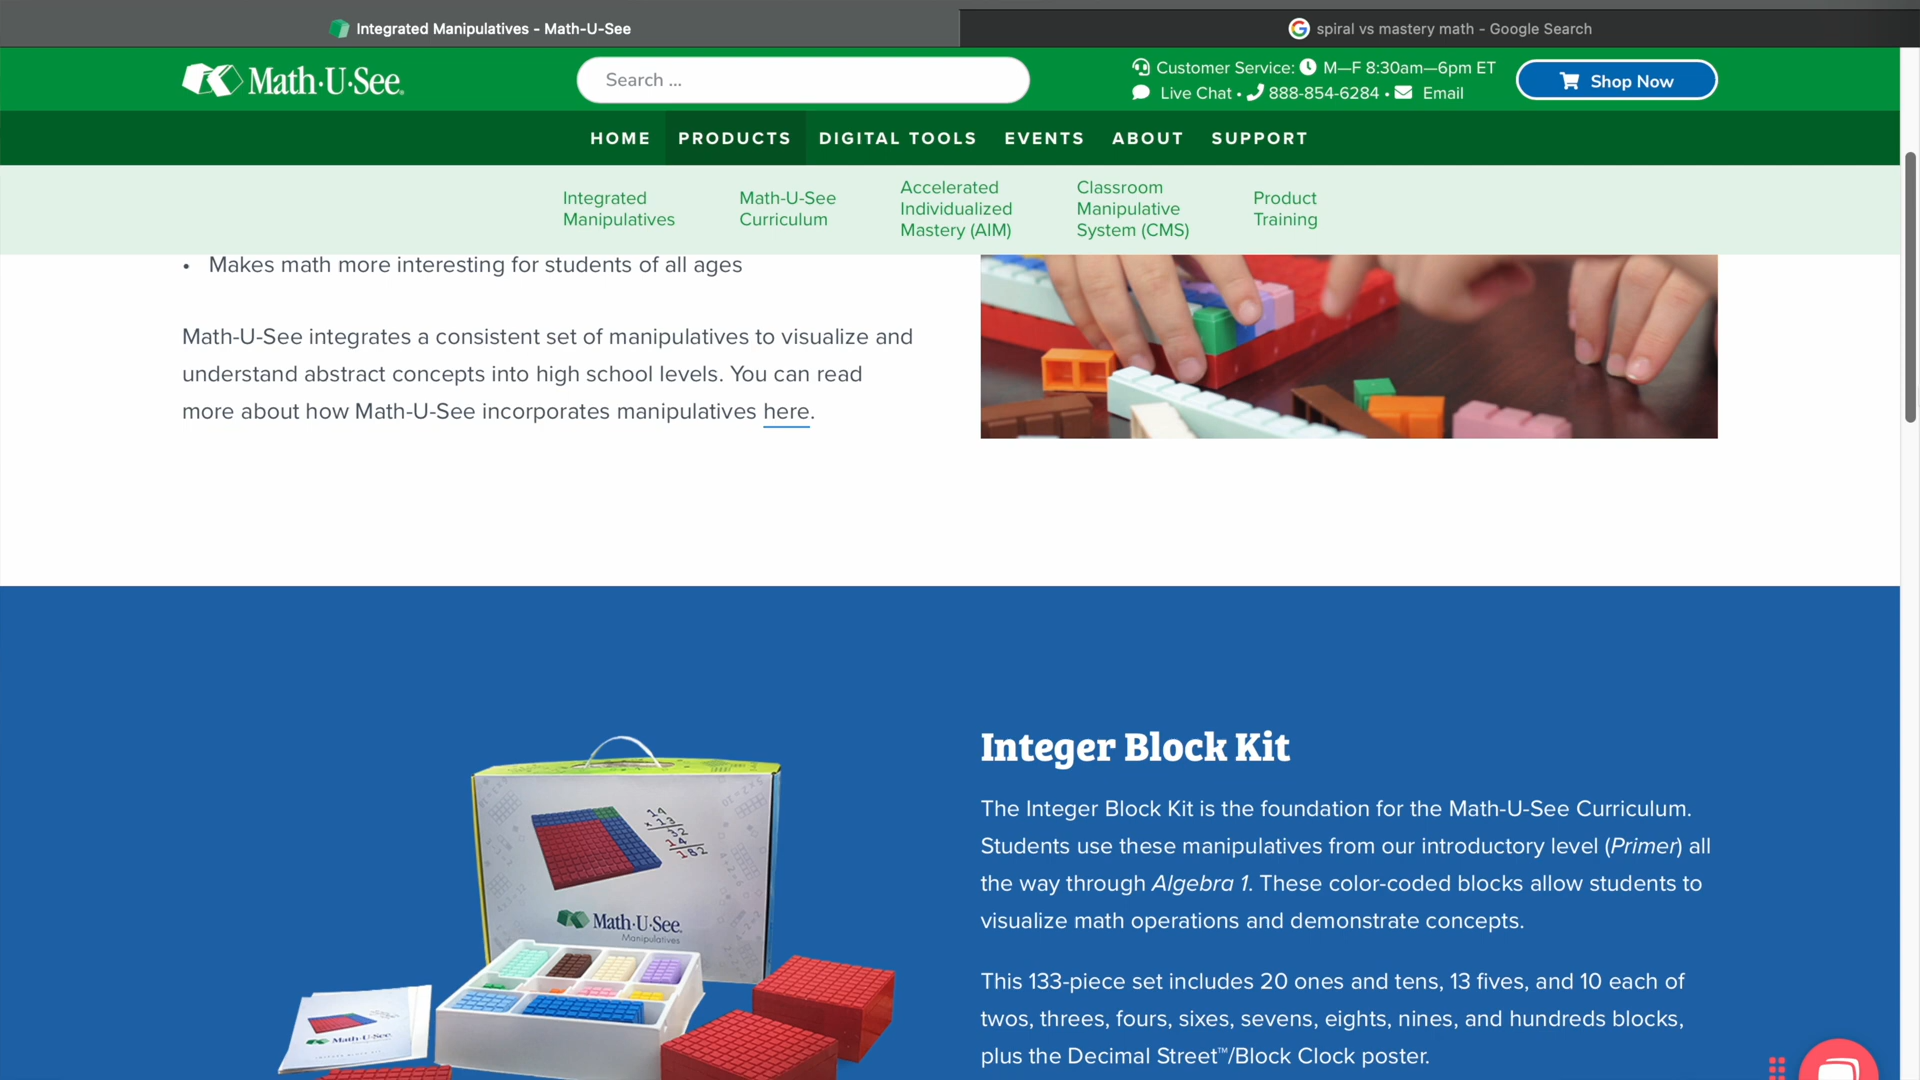 Integrated Manipulatives - Math-U-See
spiral vs mastery math - Google Search
Math·U·See®
Search ...
Customer Service: M—F 8:30am—6pm ET
Live Chat • 888-854-6284 • Email
Shop Now
HOME PRODUCTS DIGITAL TOOLS EVENTS ABOUT SUPPORT
Integrated
Manipulatives
Math-U-See
Curriculum
Accelerated
Individualized
Mastery (AIM)
Classroom
Manipulative
System (CMS)
Product
Training
• Makes math more interesting for students of all ages
Math-U-See integrates a consistent set of manipulatives to visualize and
understand abstract concepts into high school levels. You can read
more about how Math-U-See incorporates manipulatives here.
Integer Block Kit
The Integer Block Kit is the foundation for the Math-U-See Curriculum.
Students use these manipulatives from our introductory level (Primer) all
the way through Algebra 1. These color-coded blocks allow students to
visualize math operations and demonstrate concepts.
This 133-piece set includes 20 ones and tens, 13 fives, and 10 each of
twos, threes, fours, sixes, sevens, eights, nines, and hundreds blocks,
plus the Decimal Street™/Block Clock poster.
14
x 13
182
Math·U·See.
Manipulatives
Math·U·See